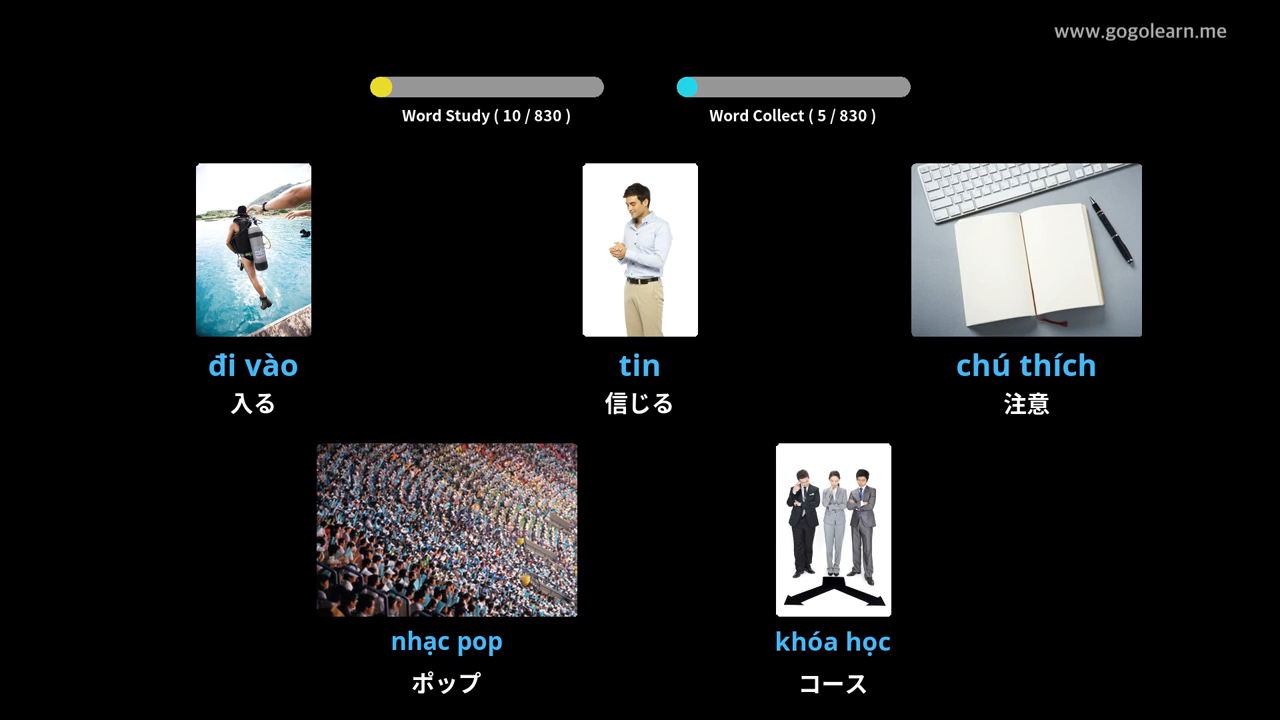 www.gogolearn.me
Word Study ( 10 / 830 )
Word Collect ( 5 / 830 )
đi vào
入る
tin
信じる
chú thích
注意
nhạc pop
ポップ
khóa học
コース